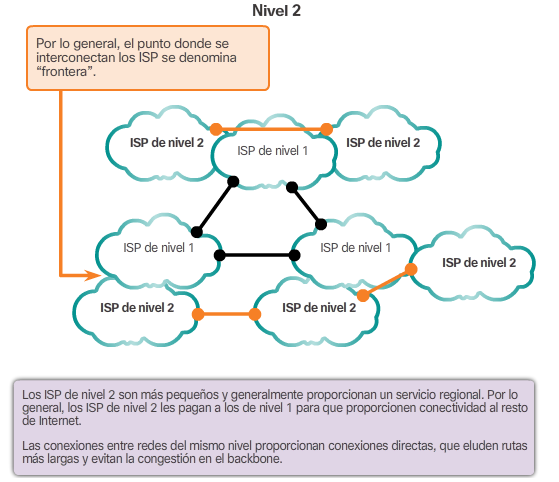 Nivel 2
Por lo general, el punto donde se
interconectan los ISP se denomina
“frontera”.
ISP de nivel 2
ISP de nivel 1
ISP de nivel 2
ISP de nivel 1
ISP de nivel 1
ISP de nivel 2
ISP de nivel 2
ISP de nivel 2
Los ISP de nivel 2 son más pequeños y generalmente proporcionan un servicio regional. Por lo
general, los ISP de nivel 2 les pagan a los de nivel 1 para que proporcionen conectividad al resto
de Internet.
Las conexiones entre redes del mismo nivel proporcionan conexiones directas, que eluden rutas
más largas y evitan la congestión en el backbone.